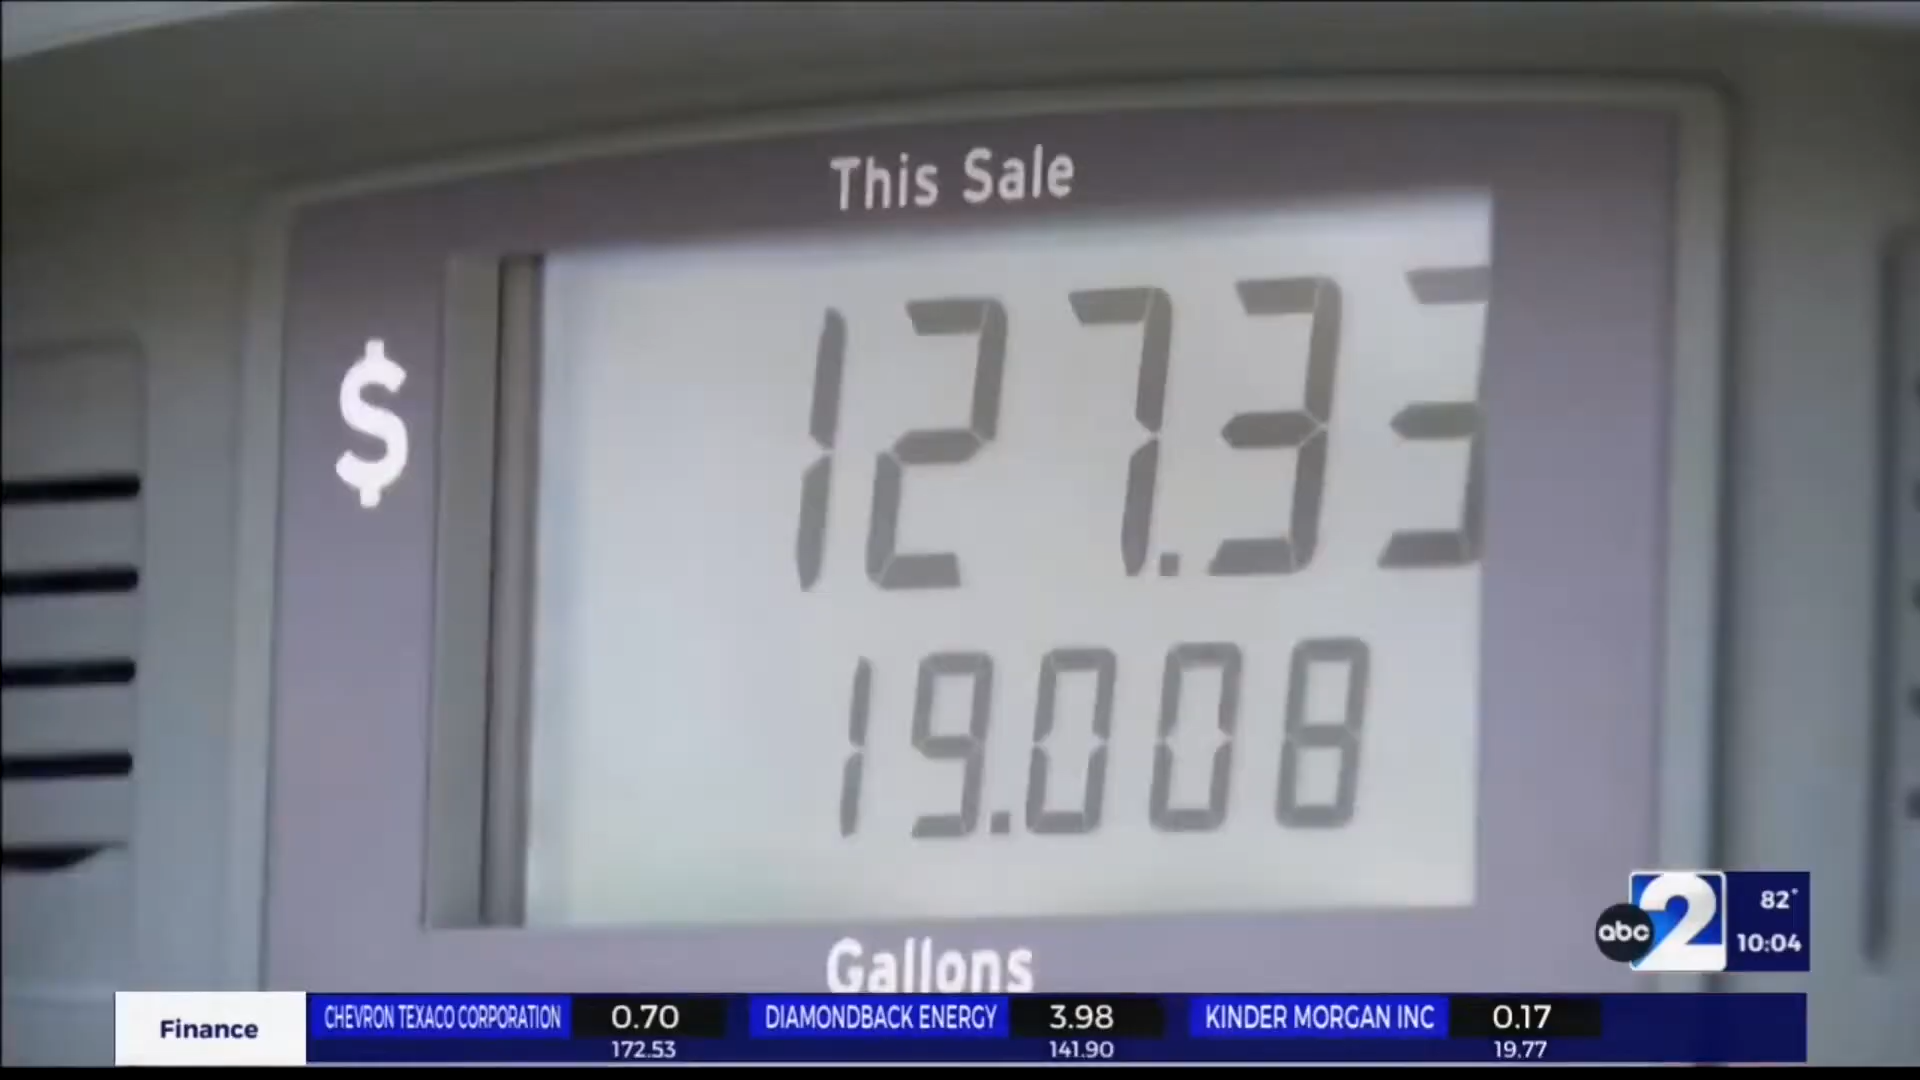 This Sale
$
127.33
19.008
Gallons
abc 2
82°
10:04
Finance
CHEVRON TEXACO CORPORATION 0.70 DIAMONDBACK ENERGY 3.98 KINDER MORGAN INC 0.17
172.53 141.90 19.77